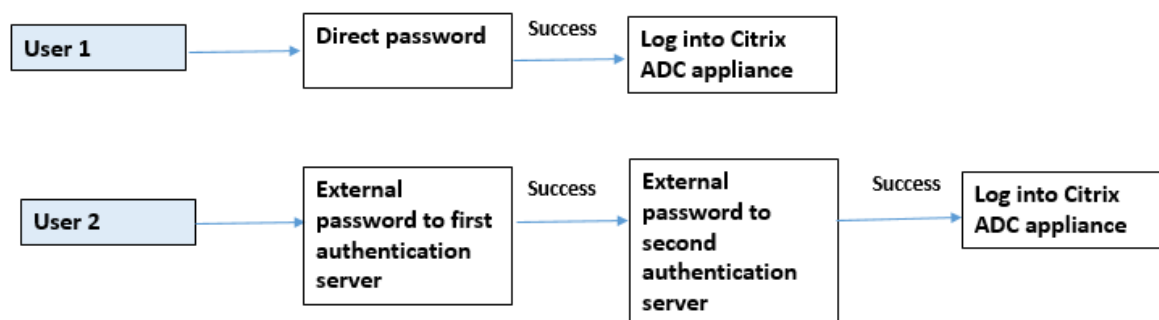 User 1
Direct password
Success
Log into Citrix
ADC appliance
User 2
External
password to first
authentication
server
Success
External
password to
second
authentication
server
Success
Log into Citrix
ADC appliance